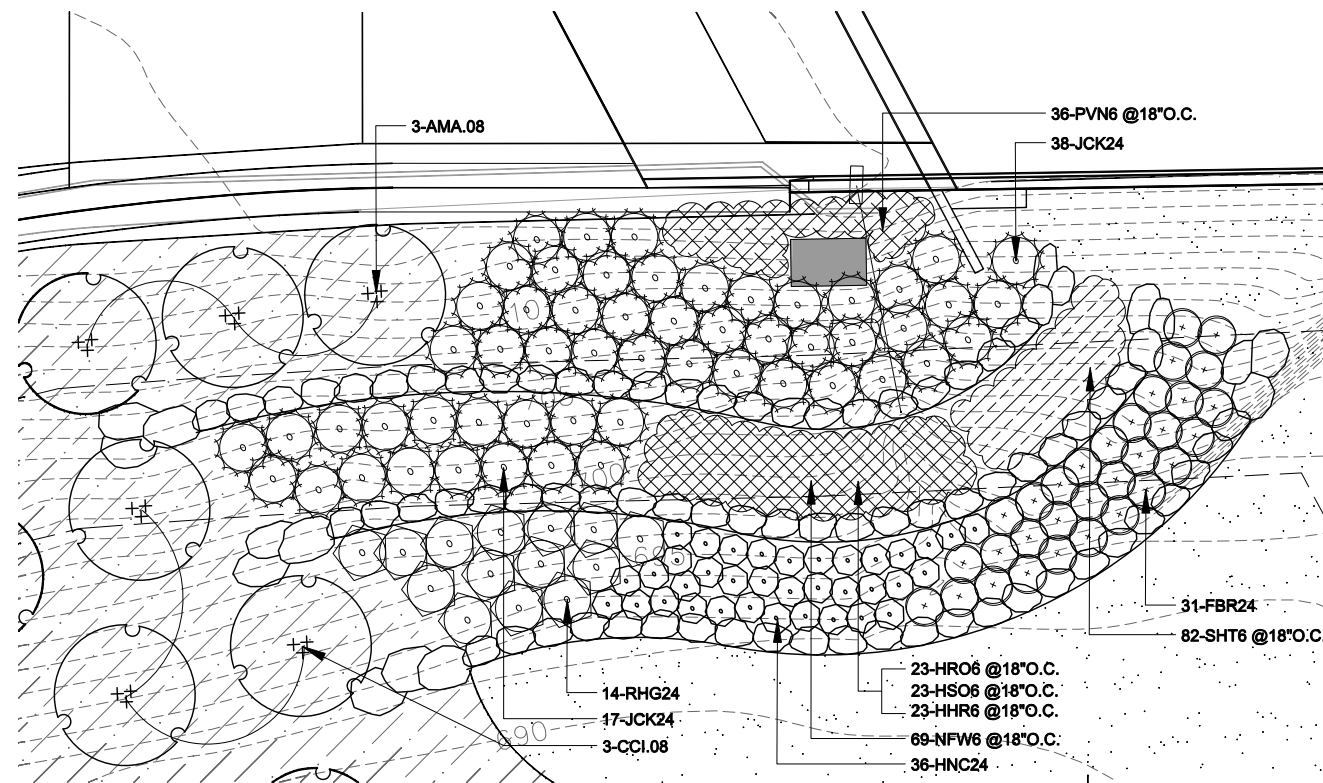 36-PVN6 @18"O.C.
3-AMA.08
38-JCK24
695
31-FBR24
82-SHT6 @18"O.C.
23-HRO6 @18"O.C.
14-RHG24
23-HSO6 @18"O.C.
17-JCK24
23-HHR6 @18"O.C.
690
3-CCI.08
69-NFW6 @18"O.C.
36-HNC24